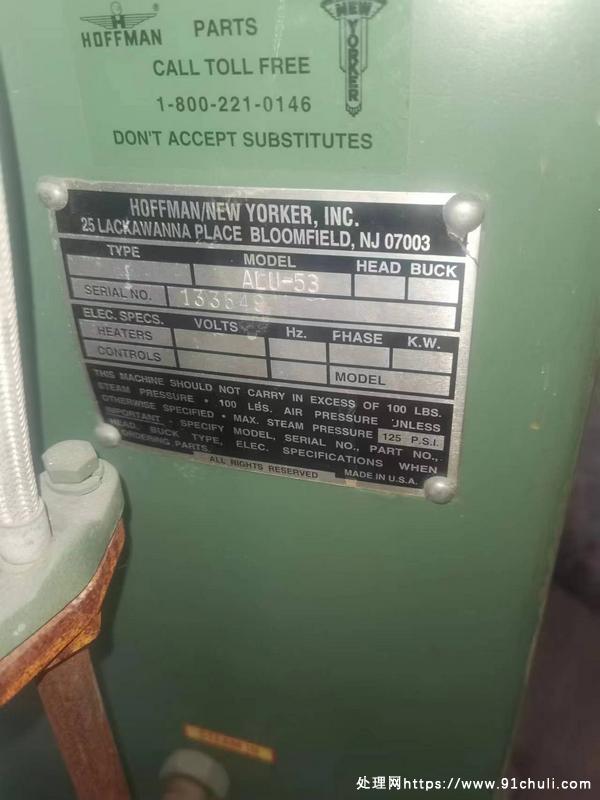 HOFFMAN
PARTS
NEW
YORKER
CALL TOLL FREE
1-800-221-0146
DON'T ACCEPT SUBSTITUTES
HOFFMAN/NEW YORKER, INC.
25 LACKAWANNA PLACE BLOOMFIELD, NJ 07003
TYPE MODEL HEAD BUCK
ALU-53
SERIAL NO. 133549
ELEC. SPECS. VOLTS Hz. PHASE K.W.
HEATERS
CONTROLS MODEL
THIS MACHINE SHOULD NOT CARRY IN EXCESS OF 100 LBS.
STEAM PRESSURE • 100 LBS. AIR PRESSURE UNLESS
OTHERWISE SPECIFIED • MAX. STEAM PRESSURE 125 P.S.I.
IMPORTANT - SPECIFY MODEL, SERIAL NO., PART NO.,
HEAD, BUCK TYPE, ELEC. SPECIFICATIONS WHEN
ORDERING PARTS.
ALL RIGHTS RESERVED MADE IN U.S.A.
处理网https://www.91chuli.com/